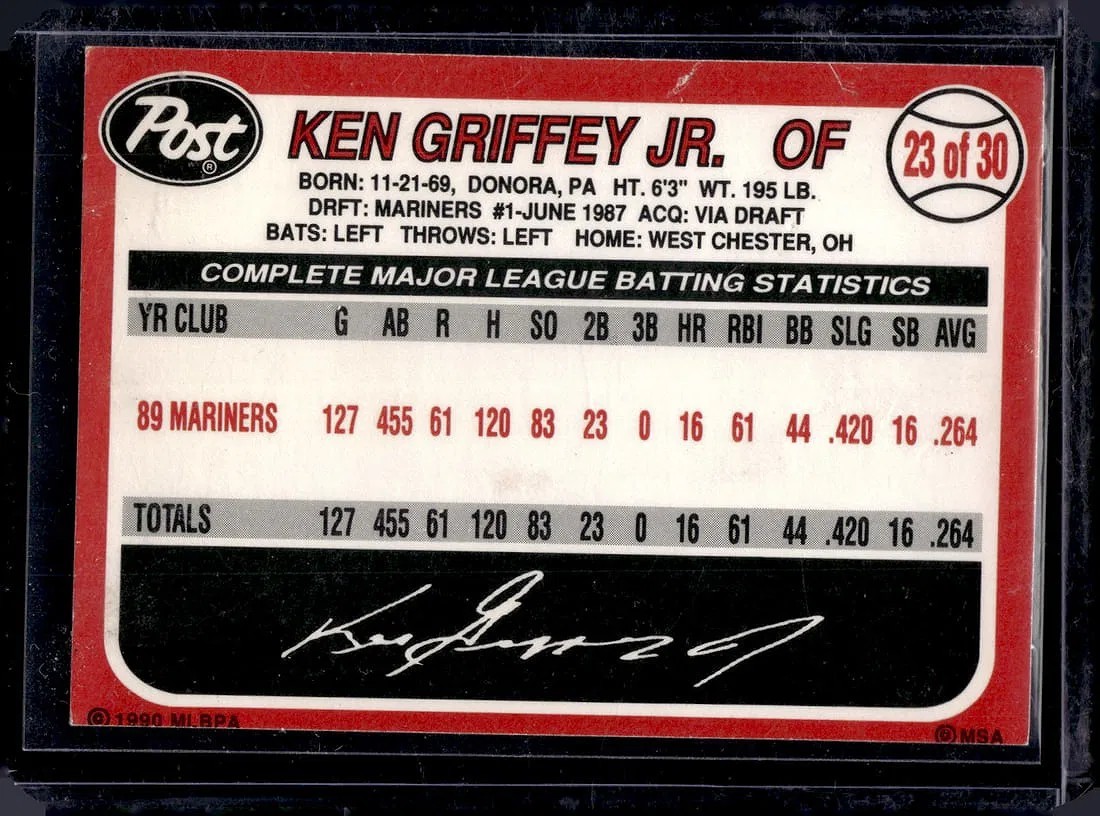 Post®
KEN GRIFFEY JR. OF
23 of 30
BORN: 11-21-69, DONORA, PA HT. 6'3" WT. 195 LB.
DRFT: MARINERS #1-JUNE 1987 ACQ: VIA DRAFT
BATS: LEFT THROWS: LEFT HOME: WEST CHESTER, OH
COMPLETE MAJOR LEAGUE BATTING STATISTICS
YR CLUB G AB R H SO 2B 3B HR RBI BB SLG SB AVG
89 MARINERS 127 455 61 120 83 23 0 16 61 44 .420 16 .264
TOTALS 127 455 61 120 83 23 0 16 61 44 .420 16 .264
Ken Griffey Jr
© 1990 MLBPA
© MSA